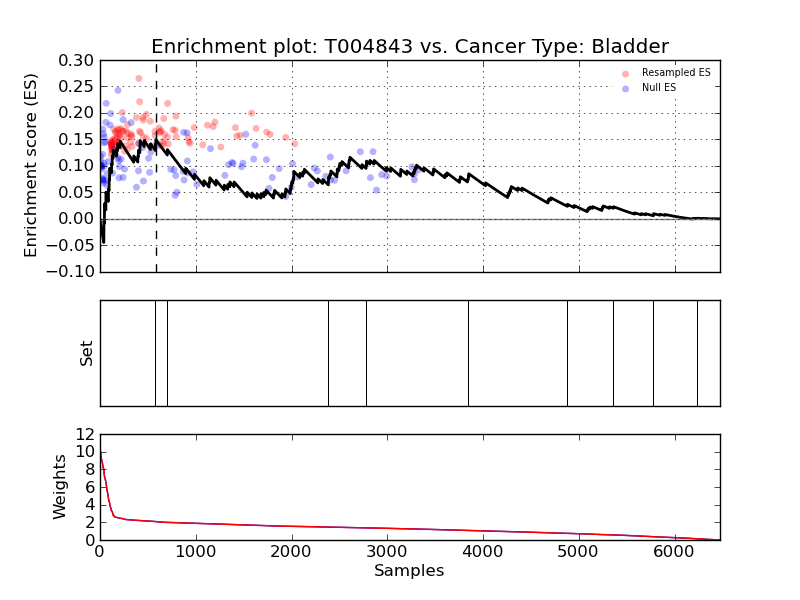 Enrichment plot: T004843 vs. Cancer Type: Bladder
Enrichment score (ES)
0.30
0.25
0.20
0.15
0.10
0.05
0.00
−0.05
−0.10
Resampled ES
Null ES
Set
Weights
12
10
8
6
4
2
0
0 1000 2000 3000 4000 5000 6000
Samples